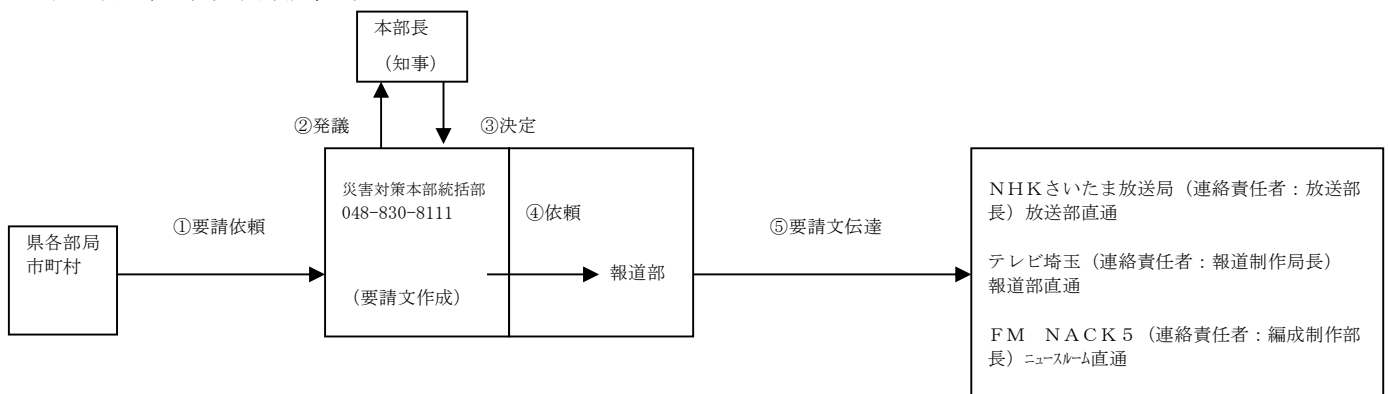 本部長
（知事）
②発議
③決定
災害対策本部統括部
048-830-8111
④依頼
①要請依頼
⑤要請文伝達
県各部局
市町村
報道部
（要請文作成）
ＮＨＫさいたま放送局（連絡責任者：放送部
長）放送部直通
テレビ埼玉（連絡責任者：報道制作局長）
報道部直通
ＦＭ　ＮＡＣＫ５（連絡責任者：編成制作部
長）ﾆｭｰｽﾙｰﾑ直通